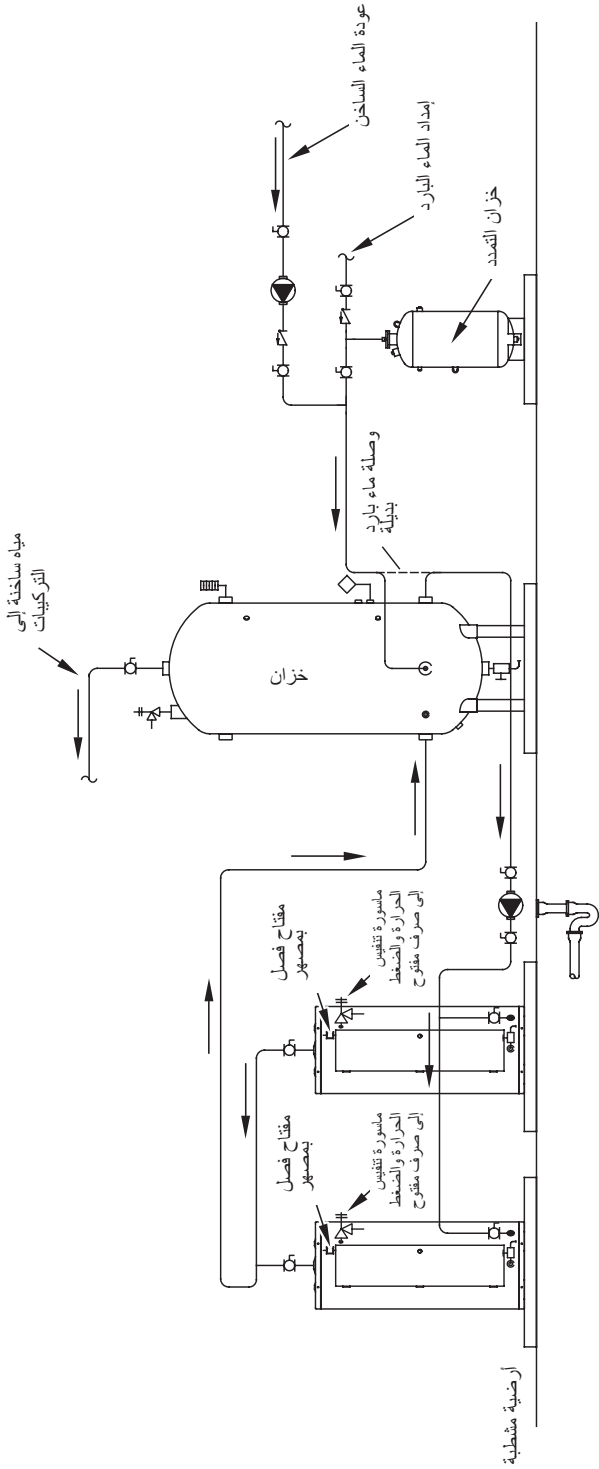 عودة الماء الساخن
إمداد الماء البارد
خزان التمدد
وصلة ماء بارد
بديلة
مياه ساخنة إلى
التركيبات
خزان
مفتاح فصل
بمصهر
ماسورة تنفيس
الحرارة والضغط
إلى صرف مفتوح
مفتاح فصل
بمصهر
ماسورة تنفيس
الحرارة والضغط
إلى صرف مفتوح
أرضية مشطبة